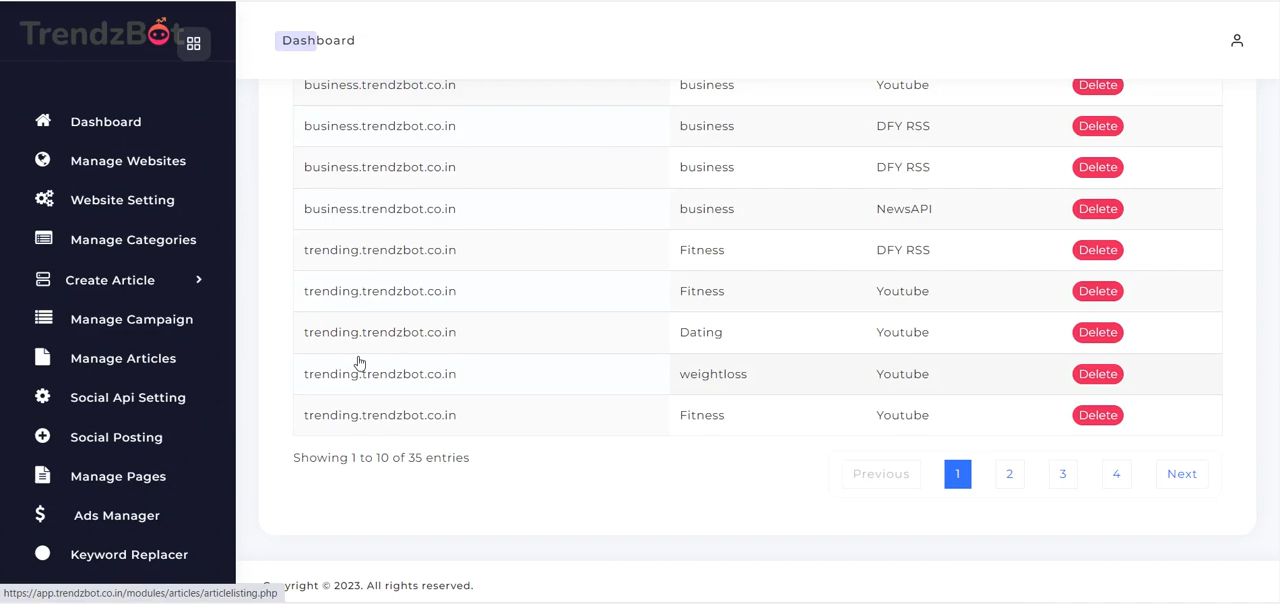 TrendzBot
Dashboard
business.trendzbot.co.in business Youtube Delete
Dashboard
business.trendzbot.co.in business DFY RSS Delete
Manage Websites
business.trendzbot.co.in business DFY RSS Delete
Website Setting
business.trendzbot.co.in business NewsAPI Delete
Manage Categories
trending.trendzbot.co.in Fitness DFY RSS Delete
Create Article
trending.trendzbot.co.in Fitness Youtube Delete
Manage Campaign
trending.trendzbot.co.in Dating Youtube Delete
Manage Articles
trending.trendzbot.co.in weightloss Youtube Delete
Social Api Setting
trending.trendzbot.co.in Fitness Youtube Delete
Social Posting
Showing 1 to 10 of 35 entries
Manage Pages
Previous 1 2 3 4 Next
Ads Manager
Keyword Replacer
pyright © 2023. All rights reserved.
https://app.trendzbot.co.in/modules/articles/articlelisting.php